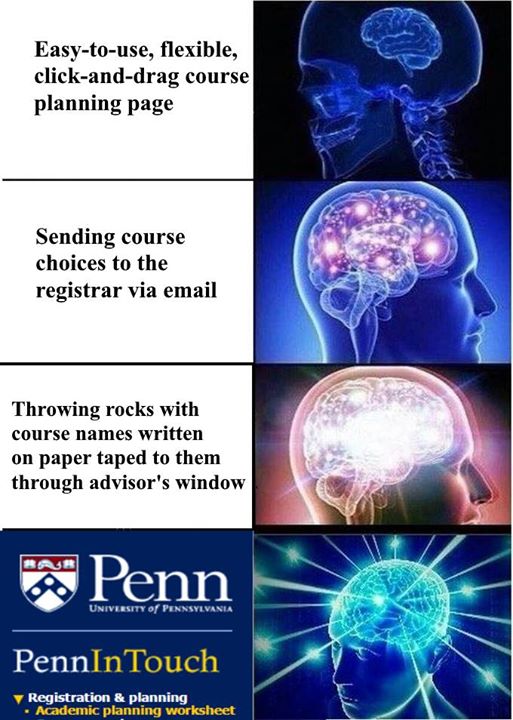 Easy-to-use, flexible,
click-and-drag course
planning page
Sending course
choices to the
registrar via email
Throwing rocks with
course names written
on paper taped to them
through advisor's window
Penn
UNIVERSITY of PENNSYLVANIA
PennInTouch
▼ Registration & planning
• Academic planning worksheet